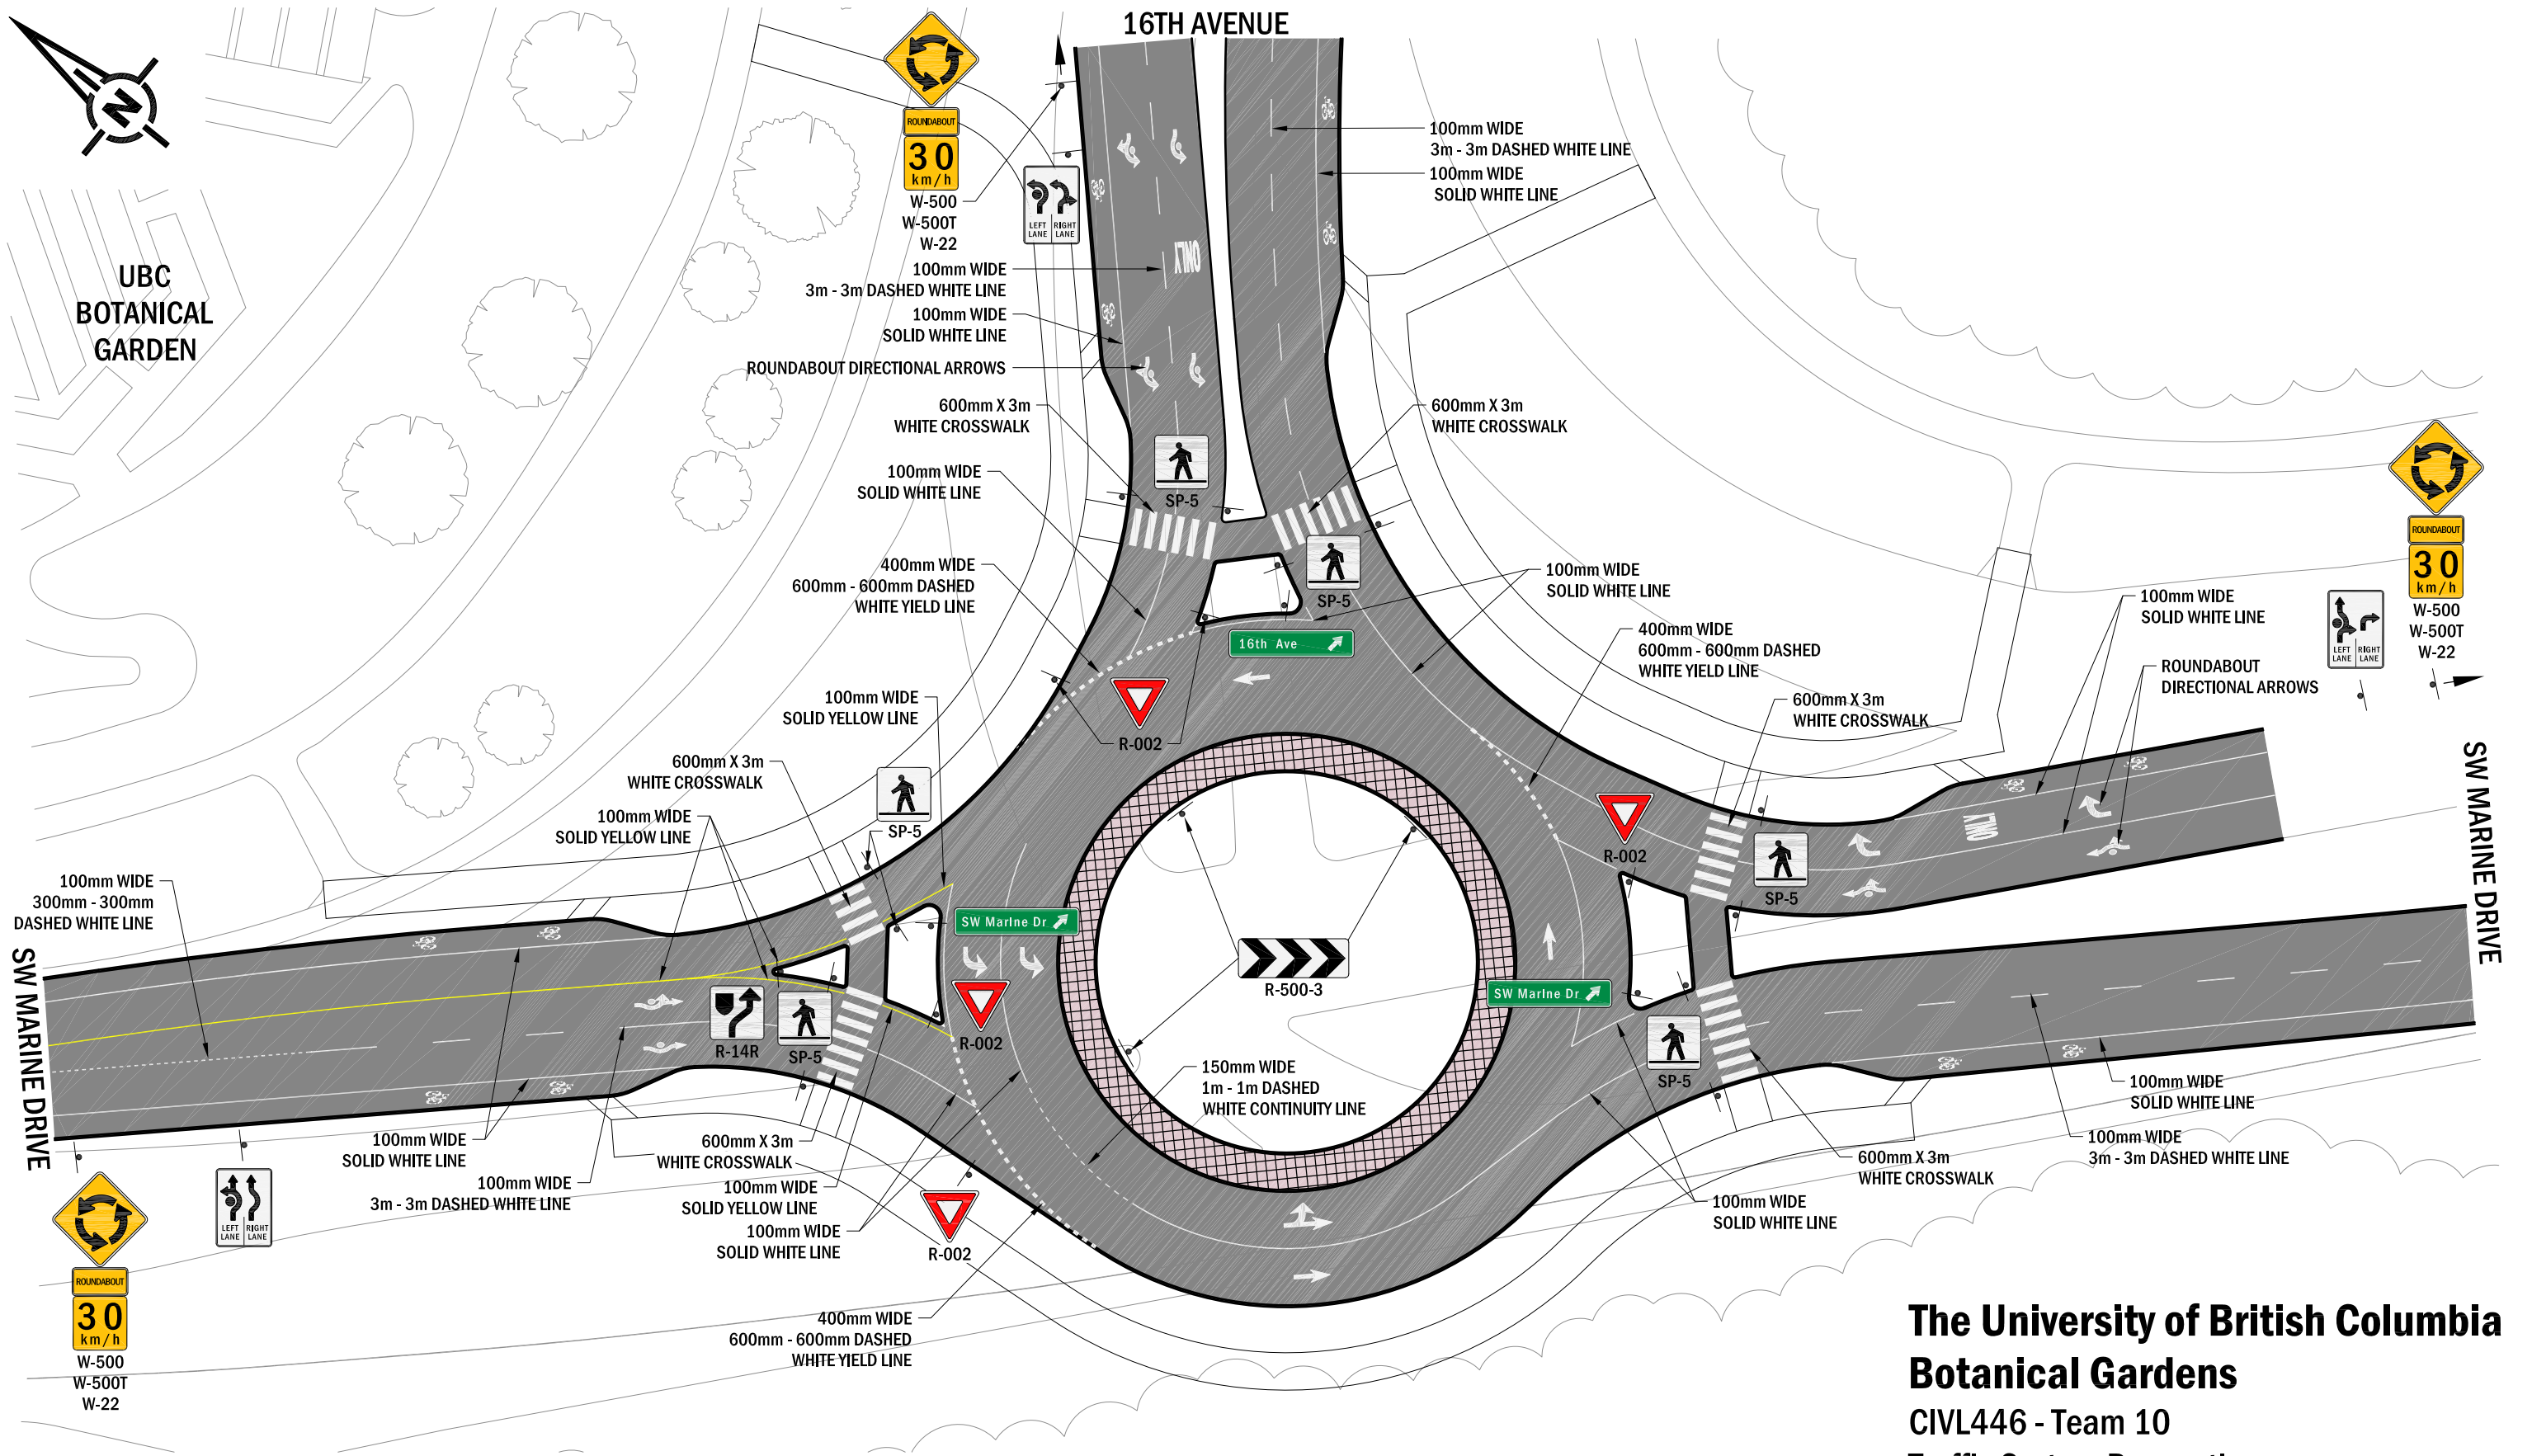 16TH AVENUE
N
UBC
BOTANICAL
GARDEN
ROUNDABOUT
30
km/h
W-500
W-500T
W-22
LEFT LANE
RIGHT LANE
100mm WIDE
3m - 3m DASHED WHITE LINE
100mm WIDE
SOLID WHITE LINE
100mm WIDE
3m - 3m DASHED WHITE LINE
100mm WIDE
SOLID WHITE LINE
ONLY
ROUNDABOUT DIRECTIONAL ARROWS
600mm X 3m
WHITE CROSSWALK
600mm X 3m
WHITE CROSSWALK
SP-5
100mm WIDE
SOLID WHITE LINE
SP-5
400mm WIDE
600mm - 600mm DASHED
WHITE YIELD LINE
100mm WIDE
SOLID WHITE LINE
16th Ave
400mm WIDE
600mm - 600mm DASHED
WHITE YIELD LINE
ROUNDABOUT
30
km/h
W-500
W-500T
W-22
LEFT LANE
RIGHT LANE
100mm WIDE
SOLID WHITE LINE
ROUNDABOUT
DIRECTIONAL ARROWS
R-002
100mm WIDE
SOLID YELLOW LINE
600mm X 3m
WHITE CROSSWALK
600mm X 3m
WHITE CROSSWALK
SP-5
100mm WIDE
SOLID YELLOW LINE
R-002
ONLY
SP-5
SW MARINE DRIVE
100mm WIDE
300mm - 300mm
DASHED WHITE LINE
SW MARINE DRIVE
SW Marine Dr
R-500-3
SW Marine Dr
R-14R
SP-5
R-002
SP-5
150mm WIDE
1m - 1m DASHED
WHITE CONTINUITY LINE
100mm WIDE
SOLID WHITE LINE
100mm WIDE
3m - 3m DASHED WHITE LINE
600mm X 3m
WHITE CROSSWALK
100mm WIDE
SOLID WHITE LINE
100mm WIDE
SOLID WHITE LINE
100mm WIDE
3m - 3m DASHED WHITE LINE
600mm X 3m
WHITE CROSSWALK
100mm WIDE
SOLID YELLOW LINE
100mm WIDE
SOLID WHITE LINE
R-002
400mm WIDE
600mm - 600mm DASHED
WHITE YIELD LINE
LEFT LANE
RIGHT LANE
ROUNDABOUT
30
km/h
W-500
W-500T
W-22
The University of British Columbia
Botanical Gardens
CIVL446 - Team 10